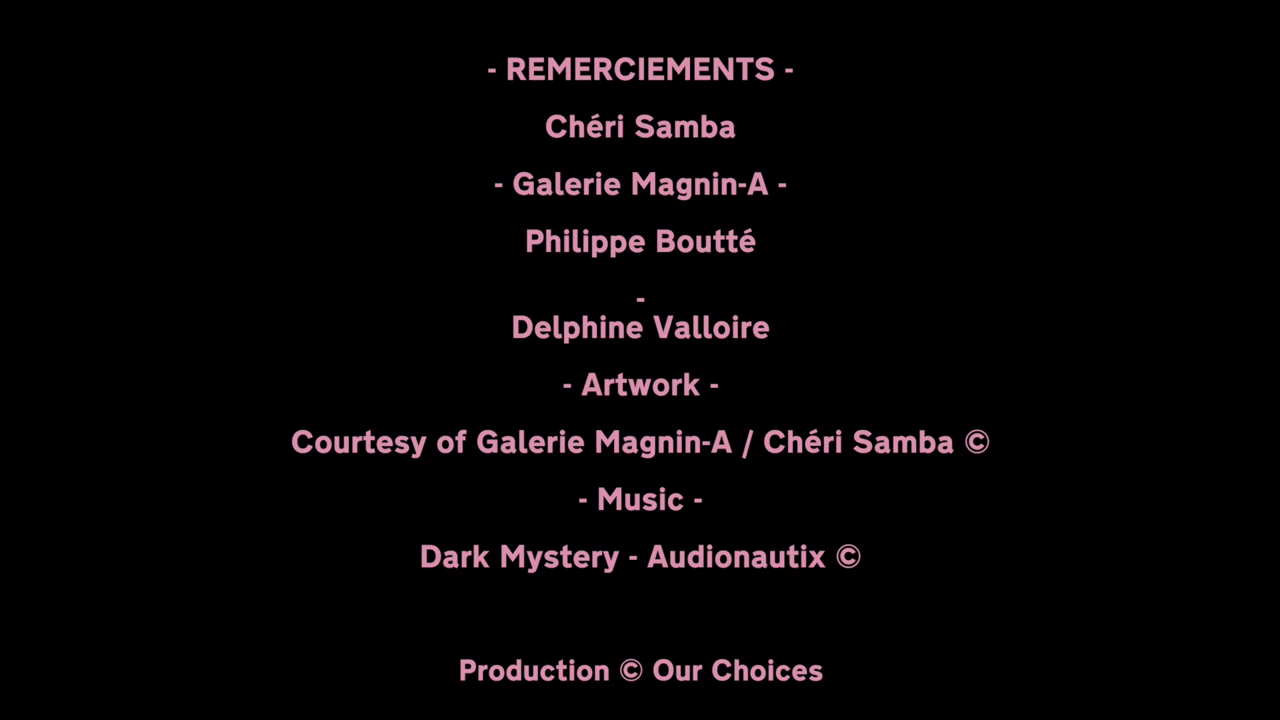 - REMERCIEMENTS -
Chéri Samba
- Galerie Magnin-A -
Philippe Boutté
-
Delphine Valloire
- Artwork -
Courtesy of Galerie Magnin-A / Chéri Samba ©
- Music -
Dark Mystery - Audionautix ©
Production © Our Choices